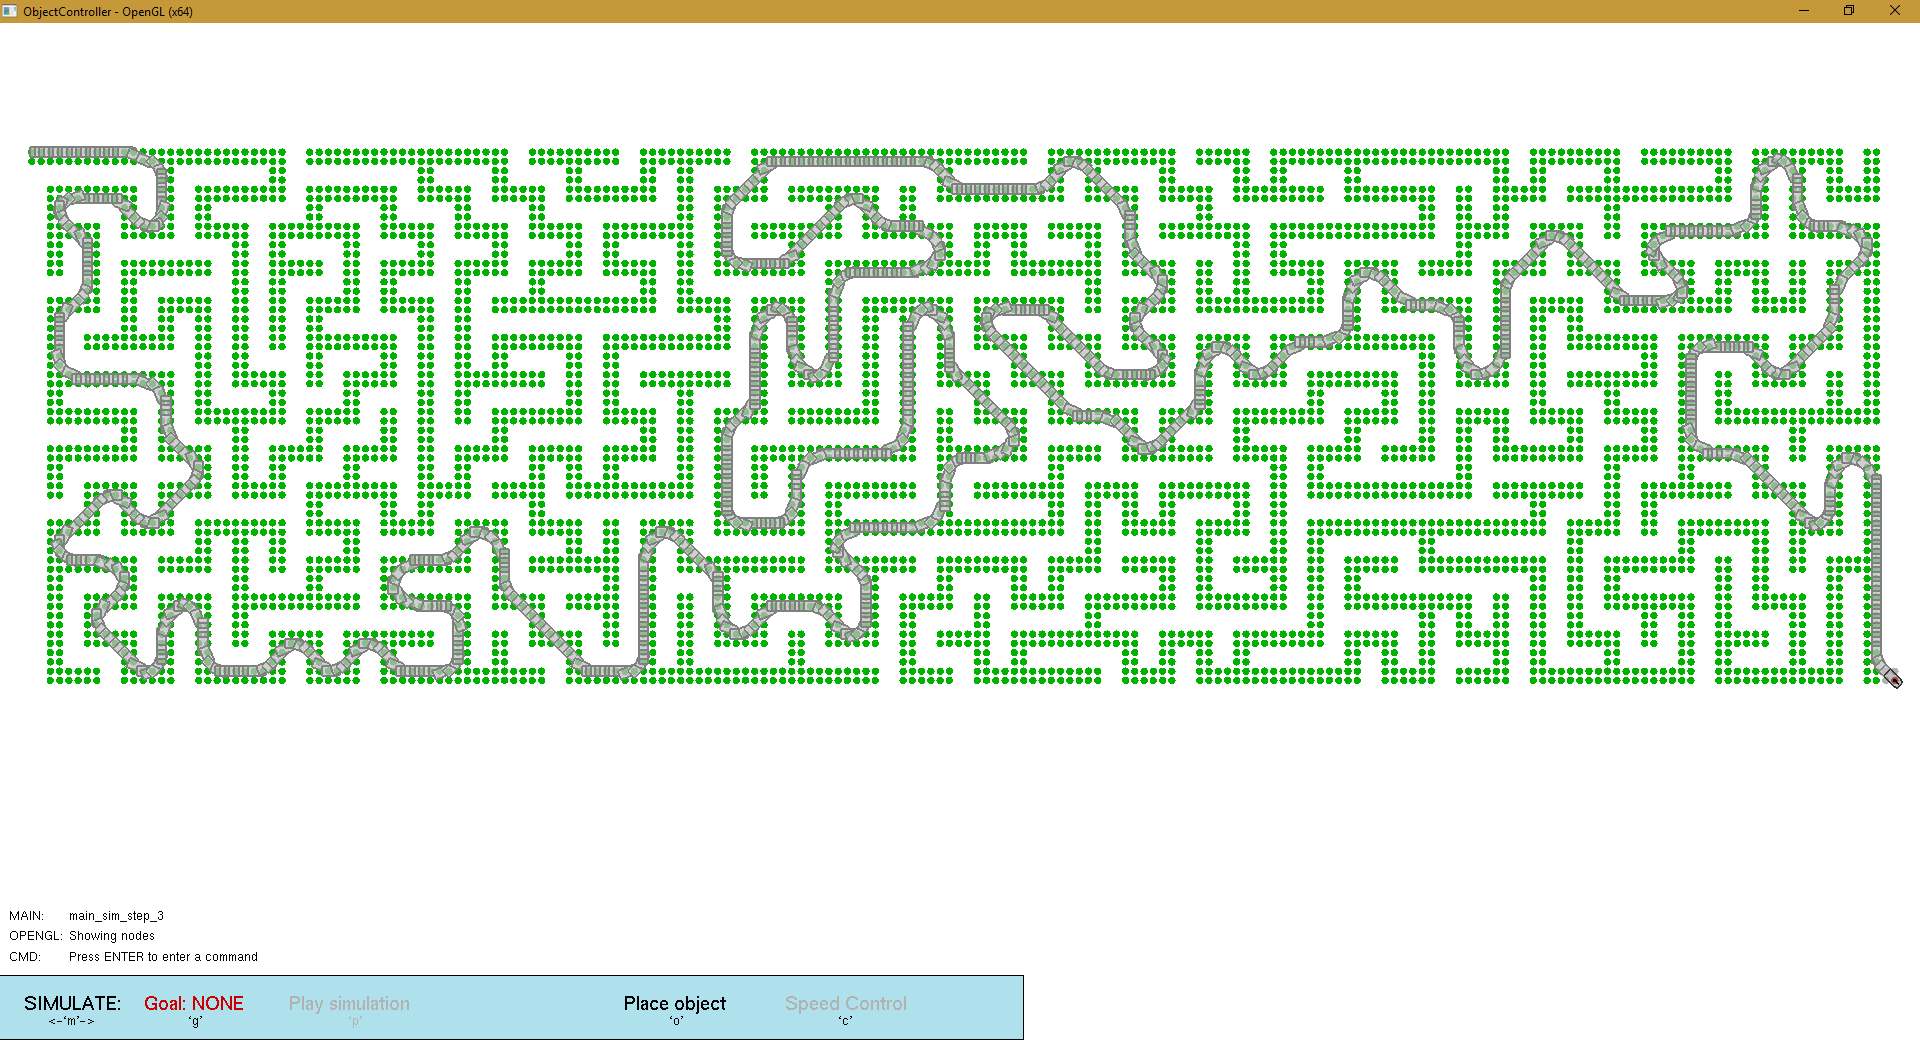 ObjectController - OpenGL (x64)
MAIN: main_sim_step_3
OPENGL: Showing nodes
CMD: Press ENTER to enter a command
SIMULATE: Goal: NONE Play simulation Place object Speed Control
<-'m'-> 'g' 'p' 'o' 'c'